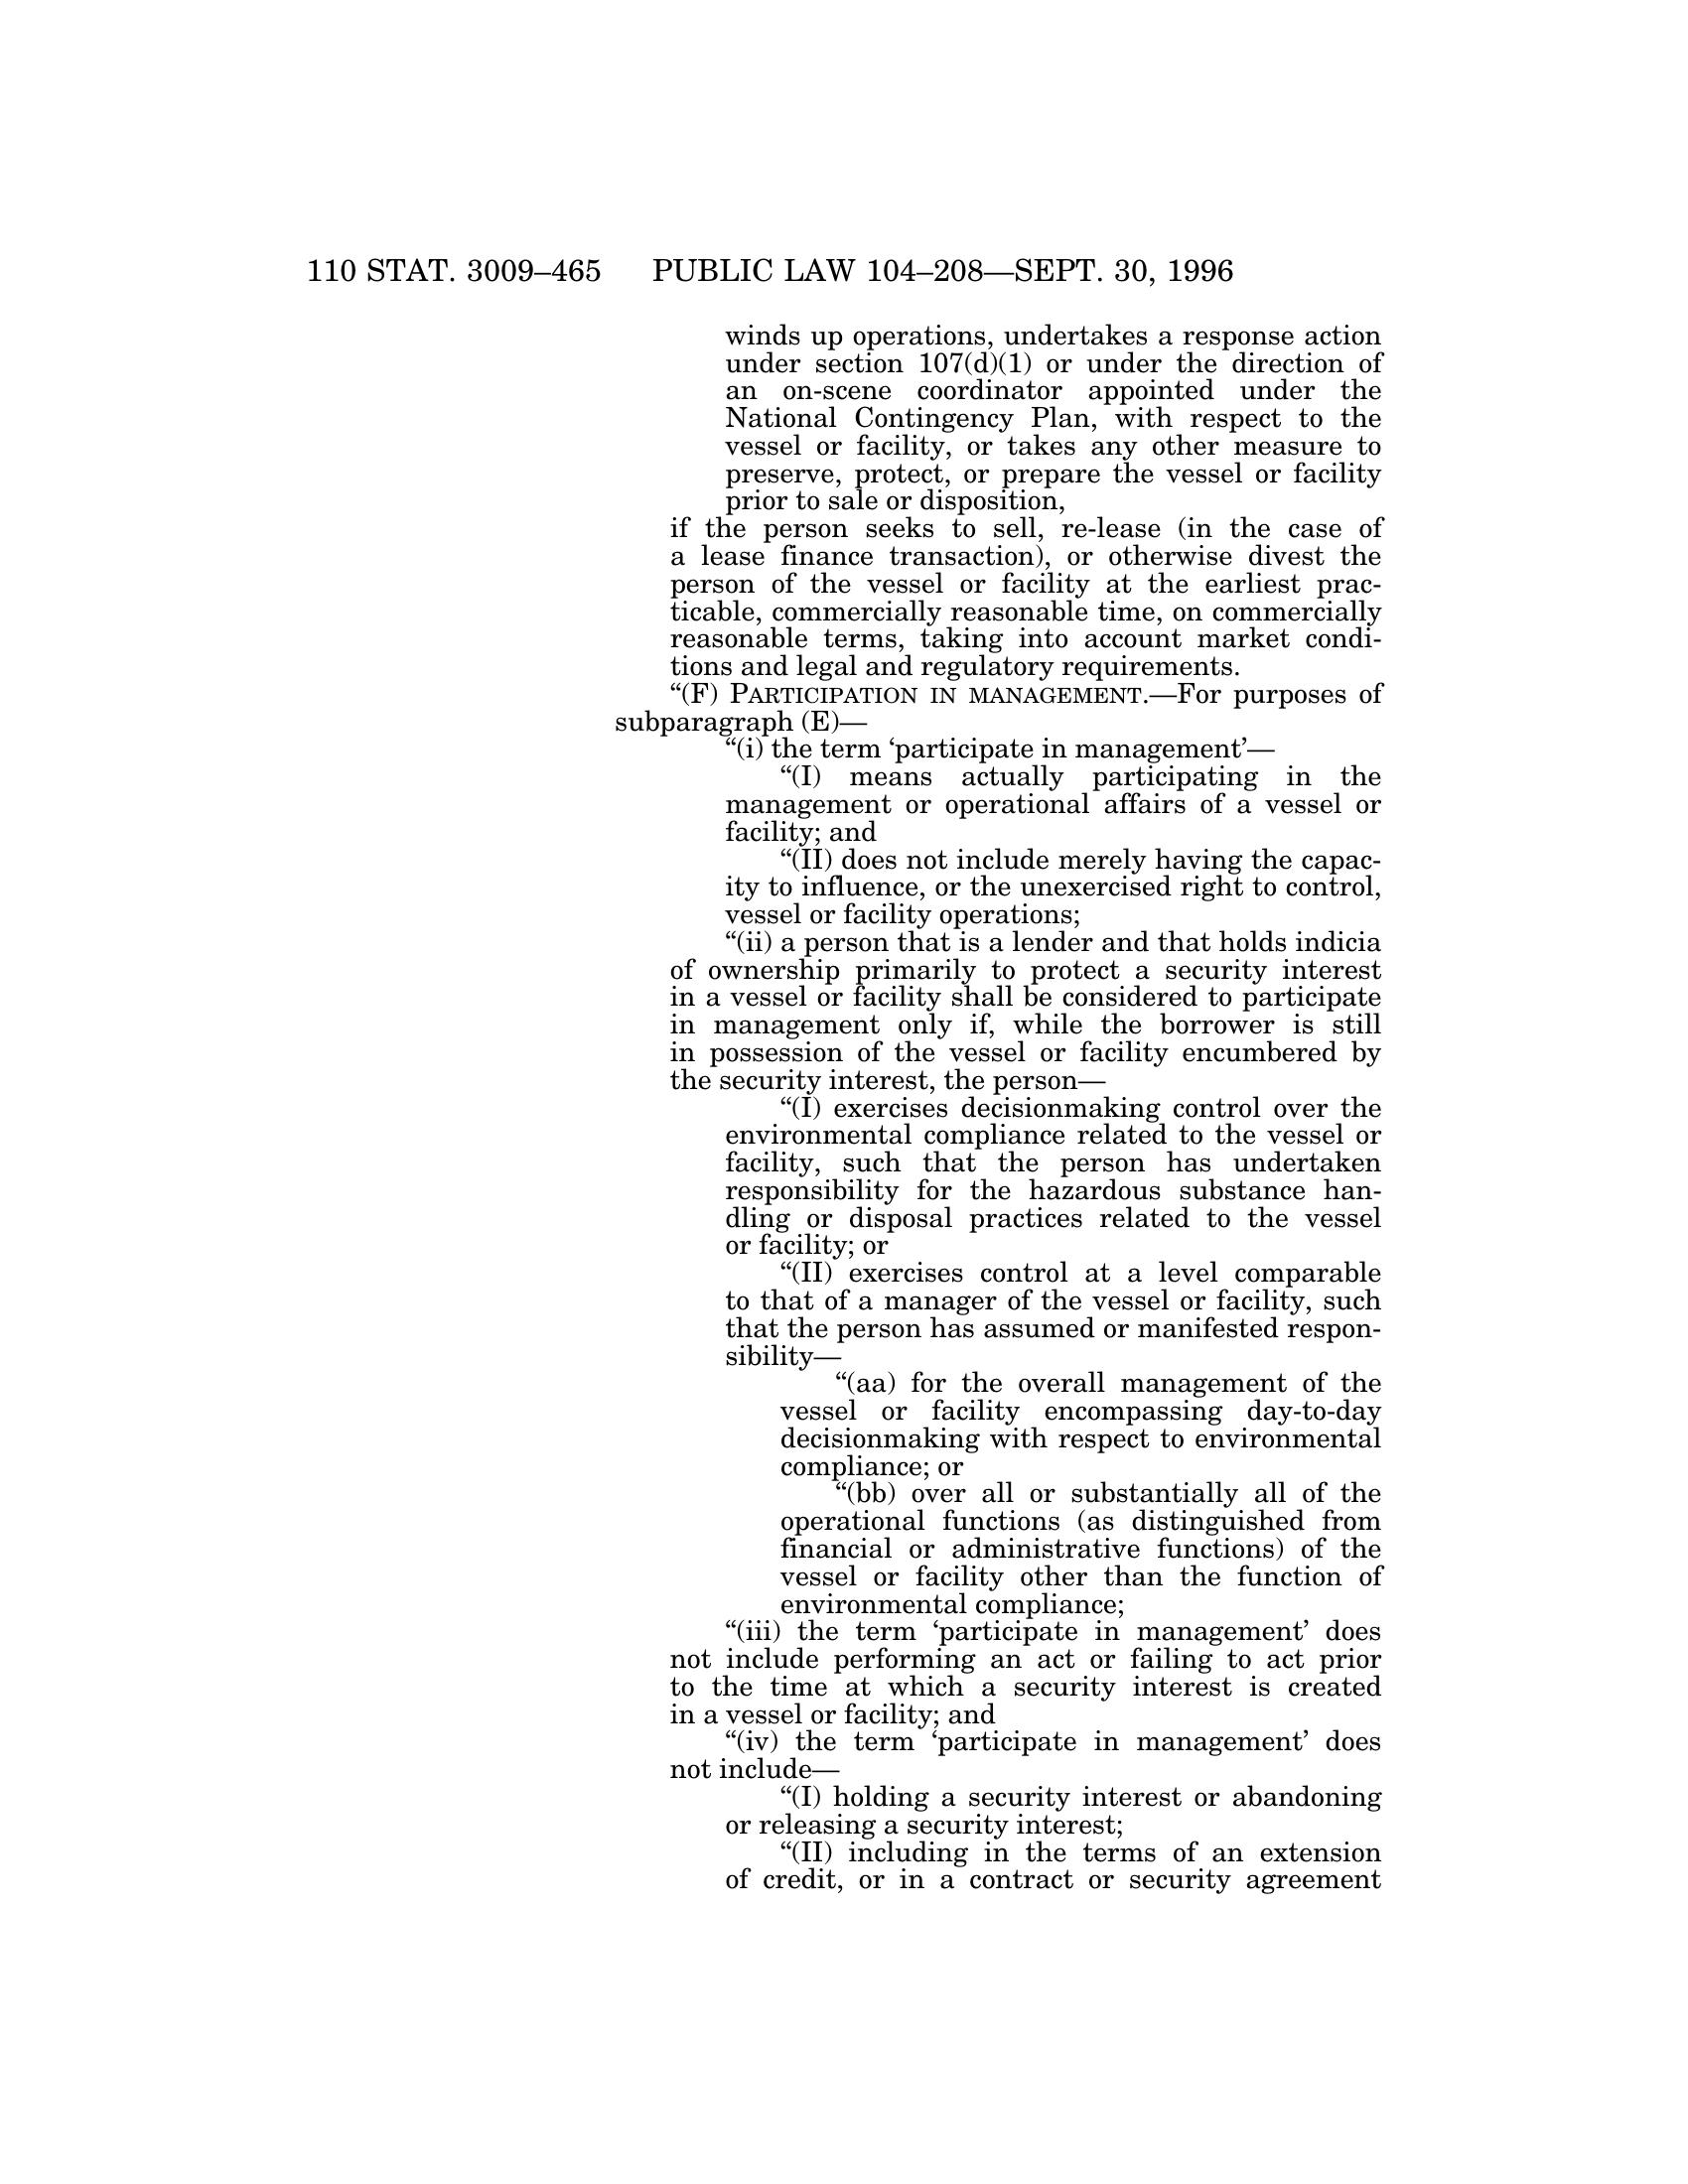 110 STAT. 3009–465 PUBLIC LAW 104–208—SEPT. 30, 1996
winds up operations, undertakes a response action
under section 107(d)(1) or under the direction of
an on-scene coordinator appointed under the
National Contingency Plan, with respect to the
vessel or facility, or takes any other measure to
preserve, protect, or prepare the vessel or facility
prior to sale or disposition,
if the person seeks to sell, re-lease (in the case of
a lease finance transaction), or otherwise divest the
person of the vessel or facility at the earliest prac-
ticable, commercially reasonable time, on commercially
reasonable terms, taking into account market condi-
tions and legal and regulatory requirements.
“(F) PARTICIPATION IN MANAGEMENT.—For purposes of
subparagraph (E)—
“(i) the term ‘participate in management’—
“(I) means actually participating in the
management or operational affairs of a vessel or
facility; and
“(II) does not include merely having the capac-
ity to influence, or the unexercised right to control,
vessel or facility operations;
“(ii) a person that is a lender and that holds indicia
of ownership primarily to protect a security interest
in a vessel or facility shall be considered to participate
in management only if, while the borrower is still
in possession of the vessel or facility encumbered by
the security interest, the person—
“(I) exercises decisionmaking control over the
environmental compliance related to the vessel or
facility, such that the person has undertaken
responsibility for the hazardous substance han-
dling or disposal practices related to the vessel
or facility; or
“(II) exercises control at a level comparable
to that of a manager of the vessel or facility, such
that the person has assumed or manifested respon-
sibility—
“(aa) for the overall management of the
vessel or facility encompassing day-to-day
decisionmaking with respect to environmental
compliance; or
“(bb) over all or substantially all of the
operational functions (as distinguished from
financial or administrative functions) of the
vessel or facility other than the function of
environmental compliance;
“(iii) the term ‘participate in management’ does
not include performing an act or failing to act prior
to the time at which a security interest is created
in a vessel or facility; and
“(iv) the term ‘participate in management’ does
not include—
“(I) holding a security interest or abandoning
or releasing a security interest;
“(II) including in the terms of an extension
of credit, or in a contract or security agreement